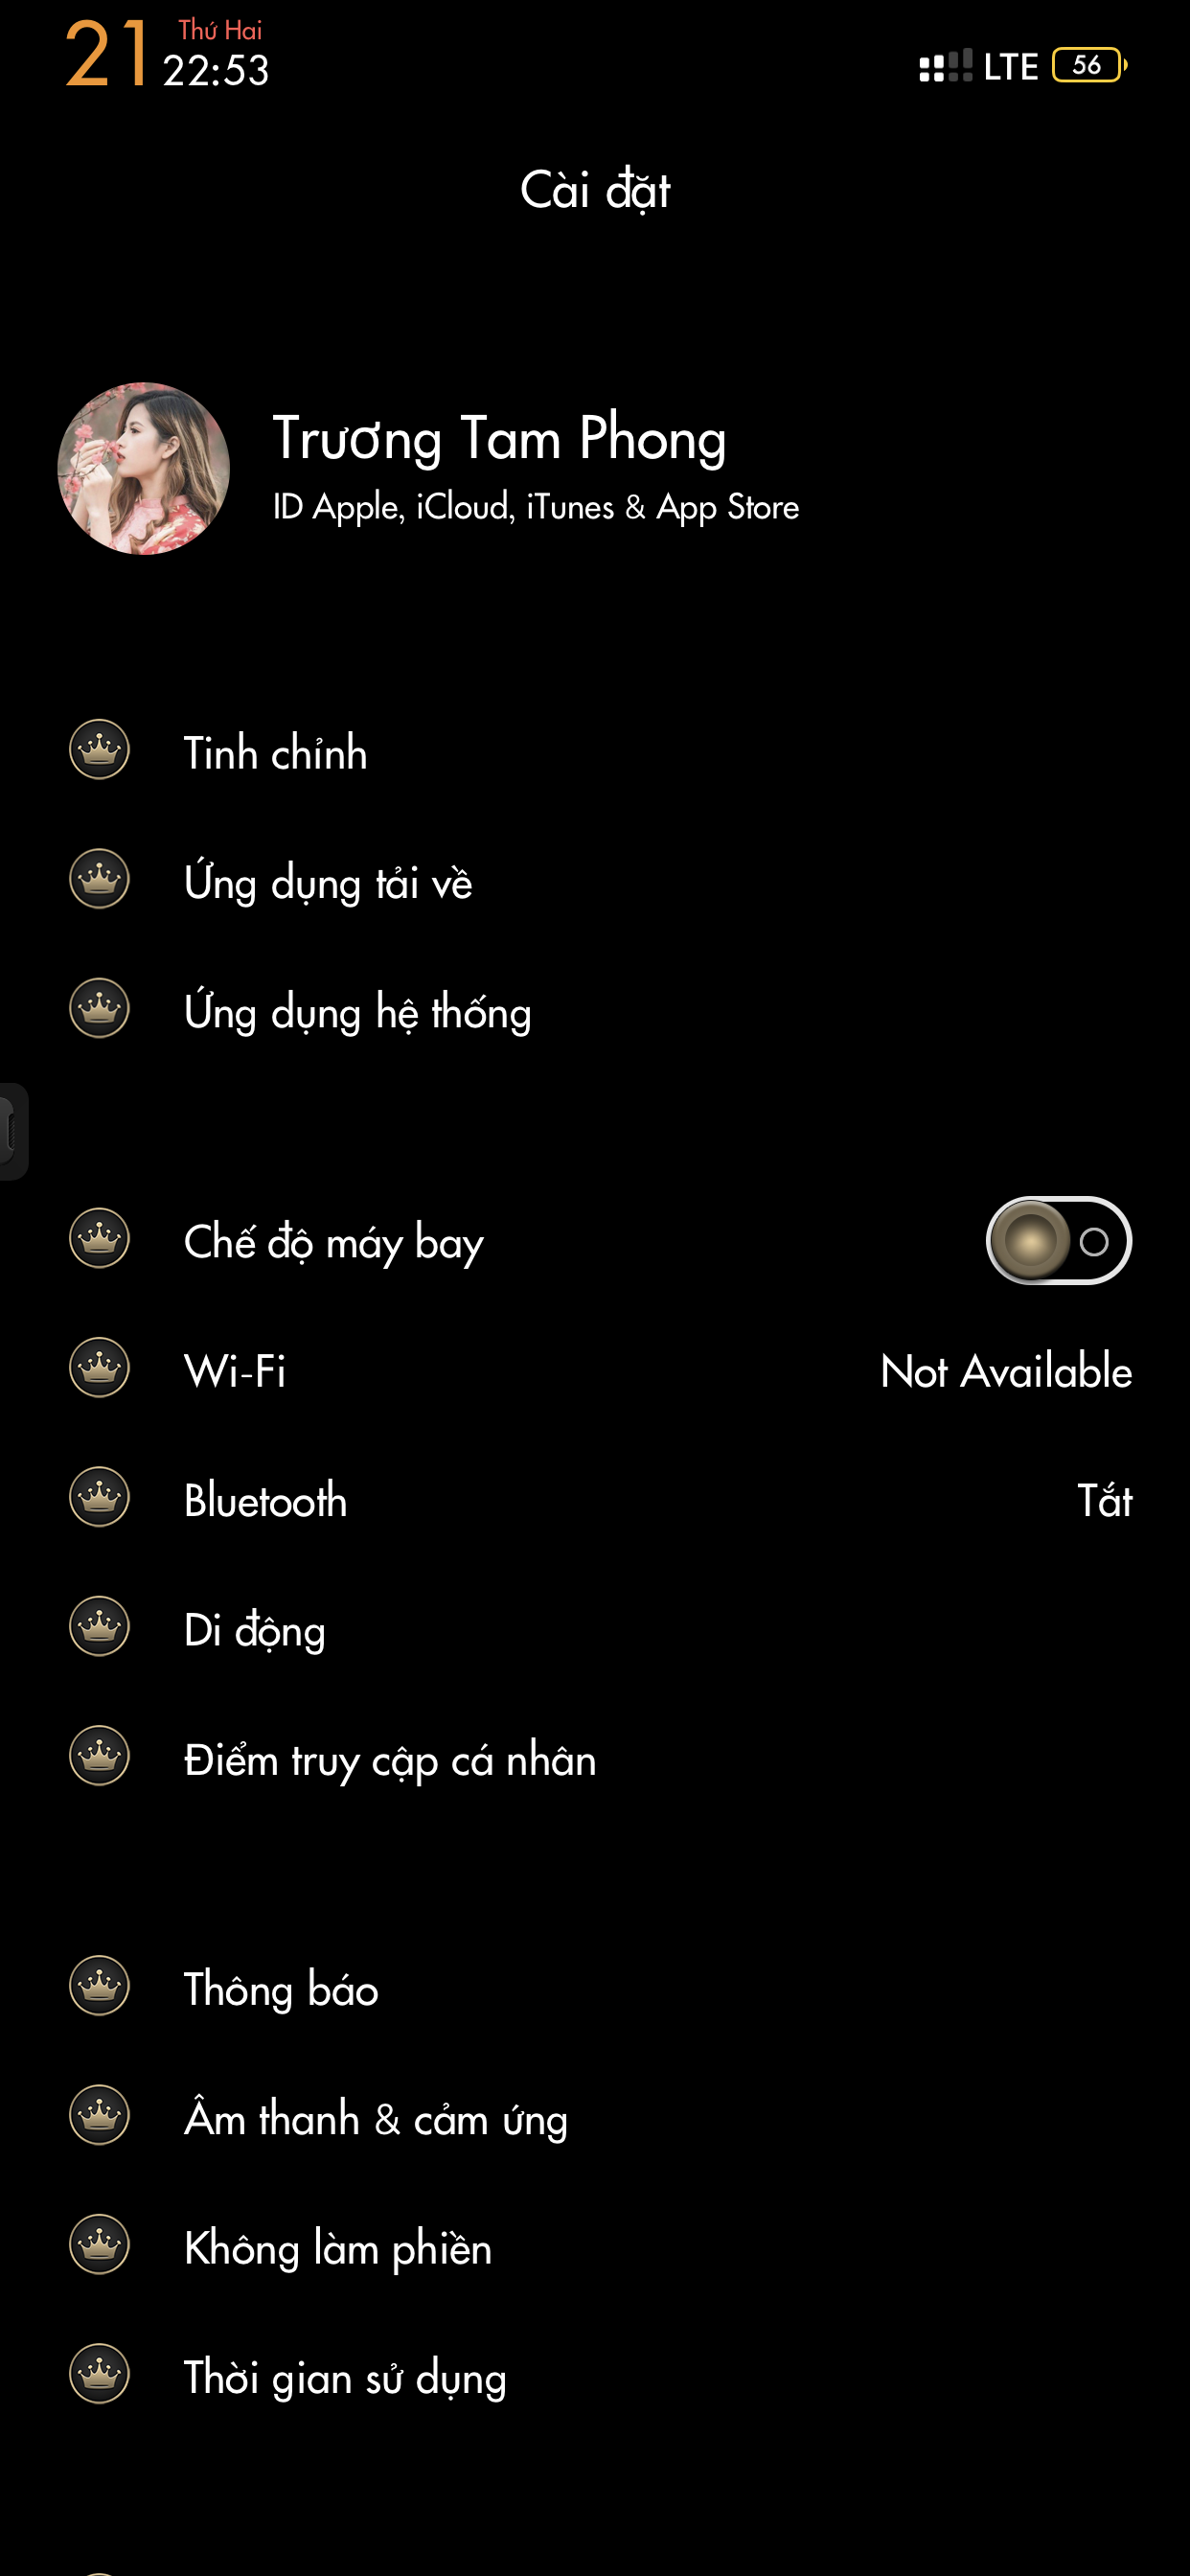 21
Thứ Hai
22:53
LTE
56
Cài đặt
Trương Tam Phong
ID Apple, iCloud, iTunes & App Store
Tinh chỉnh
Ứng dụng tải về
Ứng dụng hệ thống
Chế độ máy bay
Wi-Fi
Not Available
Bluetooth
Tắt
Di động
Điểm truy cập cá nhân
Thông báo
Âm thanh & cảm ứng
Không làm phiền
Thời gian sử dụng